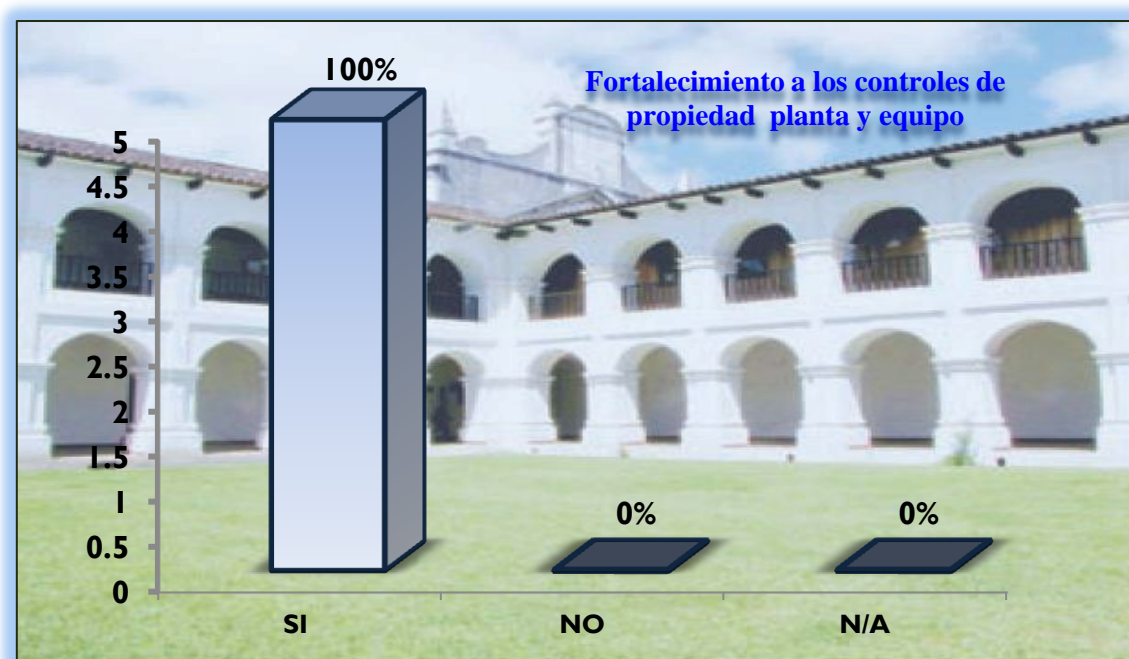 100%
Fortalecimiento a los controles de
propiedad planta y equipo
5
4.5
4
3.5
3
2.5
2
1.5
1
0.5
0
0%
0%
SI
NO
N/A